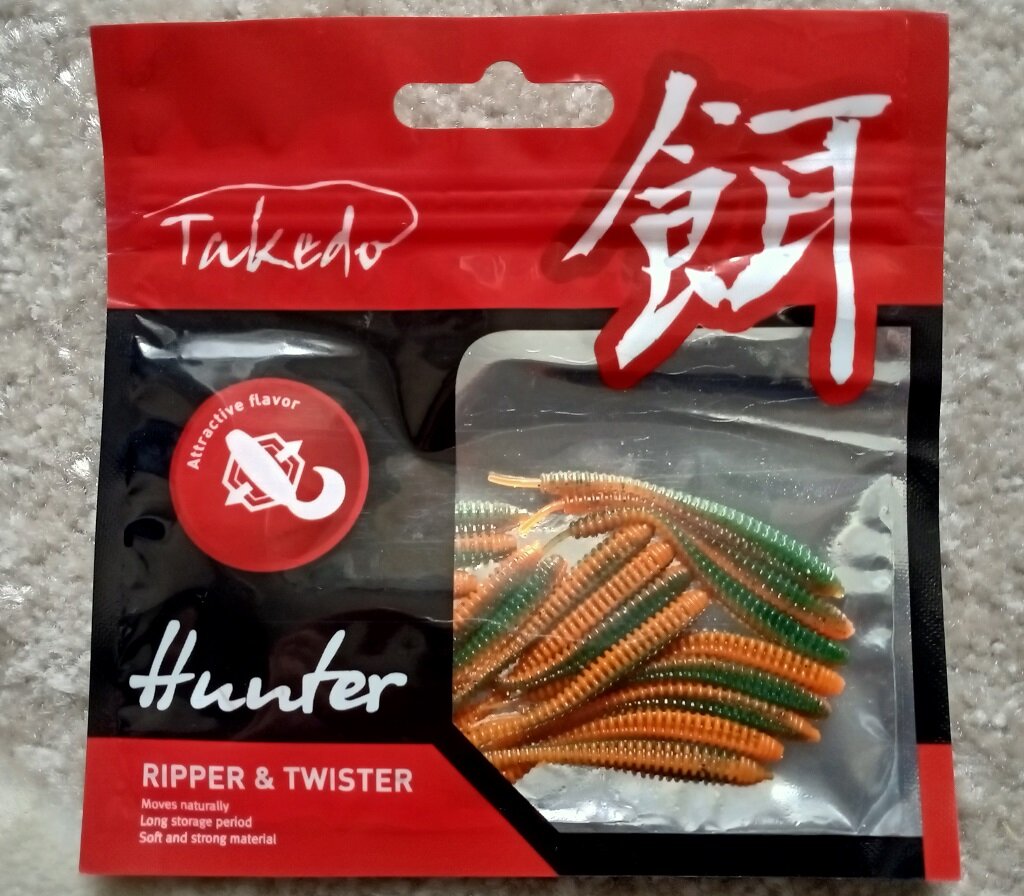 餌
Takedo
Attractive flavor
Hunter
RIPPER & TWISTER
Moves naturally
Long storage period
Soft and strong material